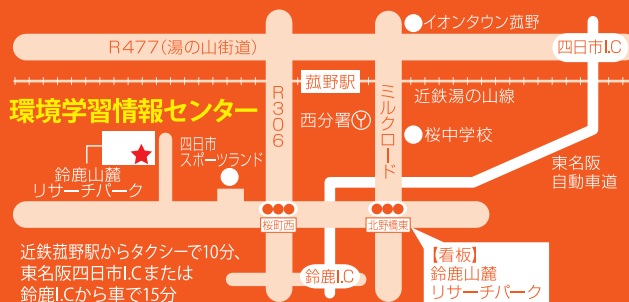 イオンタウン菰野
R477(湯の山街道)
四日市I.C
菰野駅
近鉄湯の山線
環境学習情報センター
R306
ミルクロード
西分署
桜中学校
四日市
スポーツランド
鈴鹿山麓
リサーチパーク
東名阪
自動車道
桜町西
北野橋東
近鉄菰野駅からタクシーで10分、
東名阪四日市I.Cまたは
鈴鹿I.Cから車で15分
鈴鹿I.C
【看板】
鈴鹿山麓
リサーチパーク